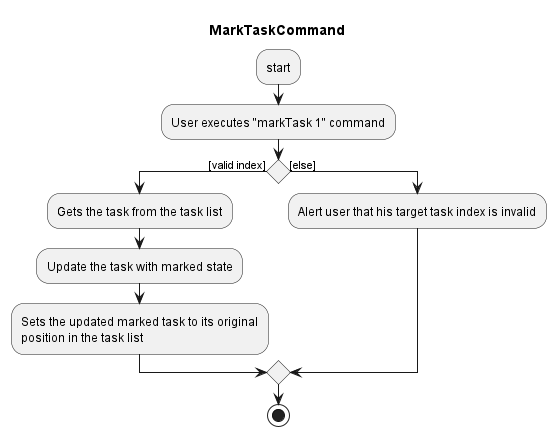 MarkTaskCommand
start
User executes "markTask 1" command
[valid index]
[else]
Gets the task from the task list
Alert user that his target task index is invalid
Update the task with marked state
Sets the updated marked task to its original
position in the task list